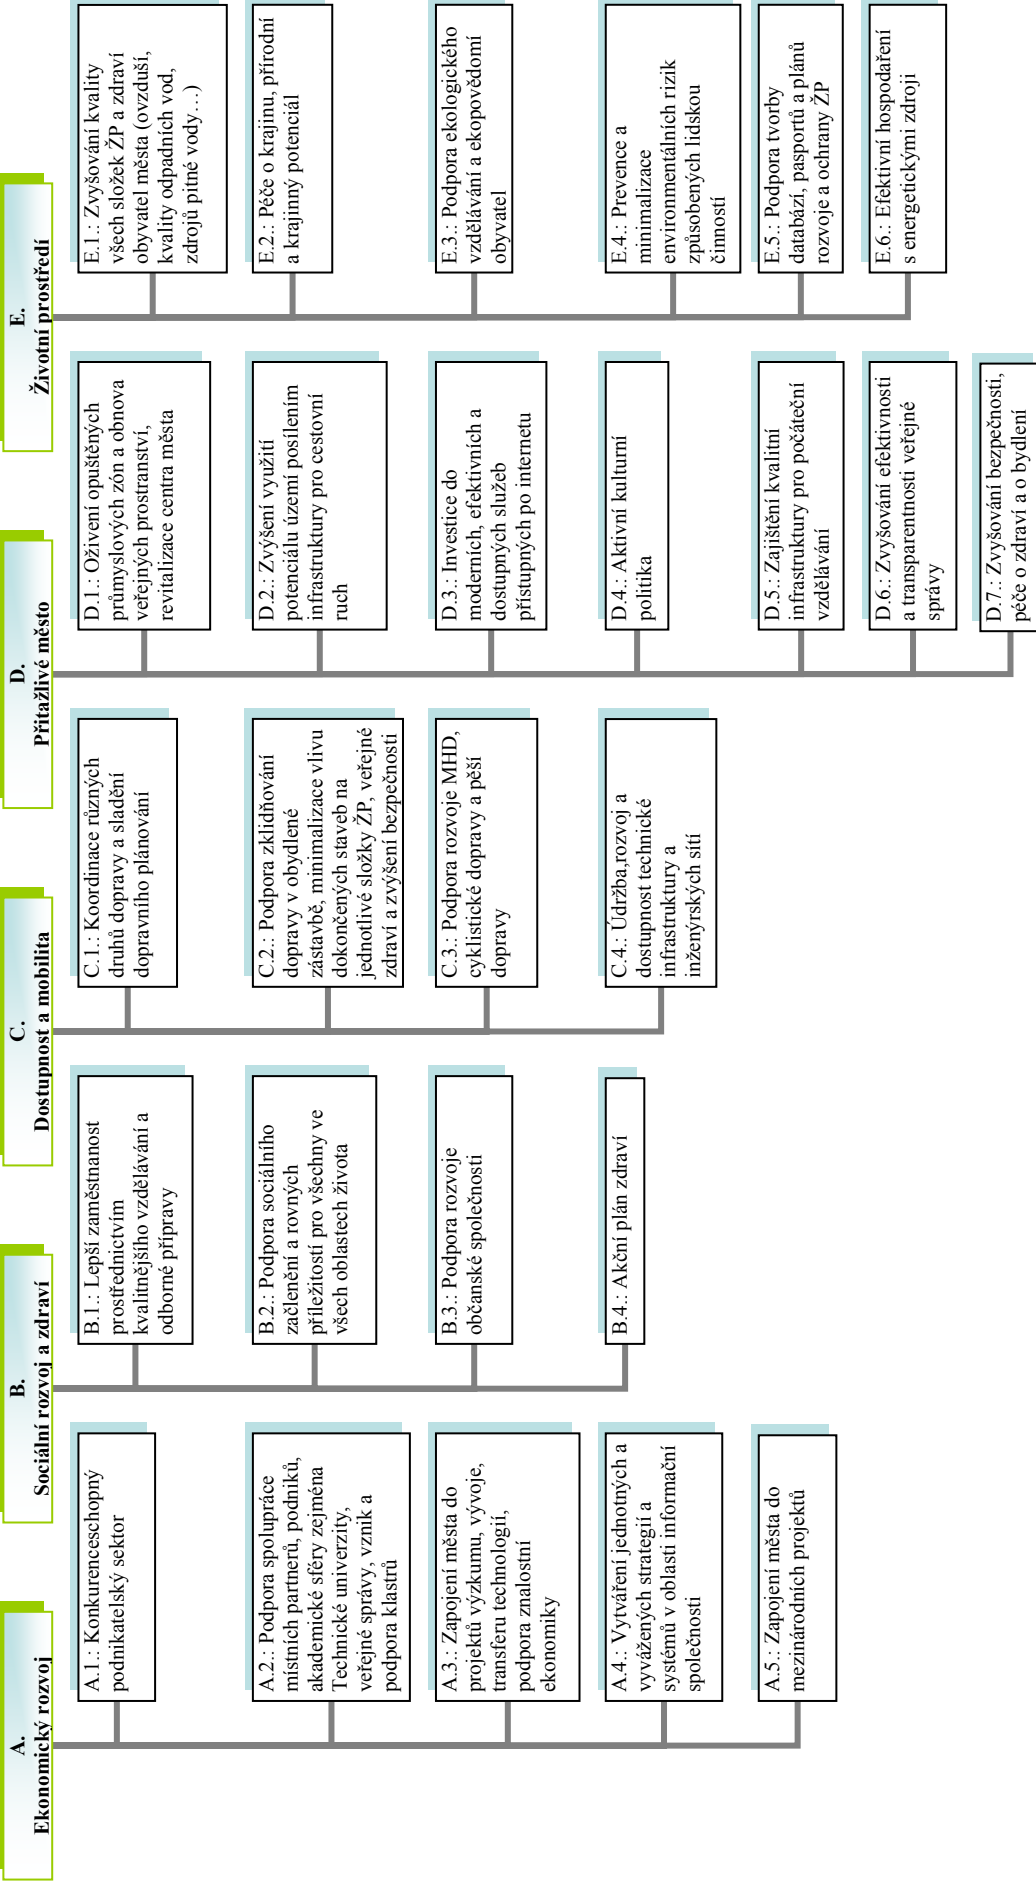 A.
Ekonomický rozvoj
A.1.: Konkurenceschopný
podnikatelský sektor
A.2.: Podpora spolupráce
místních partnerů, podniků,
akademické sféry zejména
Technické univerzity,
veřejné správy, vznik a
podpora klastrů
A.3.: Zapojení města do
projektů výzkumu, vývoje,
transferu technologií,
podpora znalostní
ekonomiky
A.4.: Vytváření jednotných a
vyvážených strategií a
systémů v oblasti informační
společnosti
A.5.: Zapojení města do
mezinárodních projektů
B.
Sociální rozvoj a zdraví
B.1.: Lepší zaměstnanost
prostřednictvím
kvalitnějšího vzdělávání a
odborné přípravy
B.2.: Podpora sociálního
začlenění a rovných
příležitostí pro všechny ve
všech oblastech života
B.3.: Podpora rozvoje
občanské společnosti
B.4.: Akční plán zdraví
C.
Dostupnost a mobilita
C.1.: Koordinace různých
druhů dopravy a sladění
dopravního plánování
C.2.: Podpora zklidňování
dopravy v obydlené
zástavbě, minimalizace vlivu
dokončených staveb na
jednotlivé složky ŽP, veřejné
zdraví a zvýšení bezpečnosti
C.3.: Podpora rozvoje MHD,
cyklistické dopravy a pěší
dopravy
C.4.: Údržba,rozvoj a
dostupnost technické
infrastruktury a
inženýrských sítí
D.
Přitažlivé město
D.1.: Oživení opuštěných
průmyslových zón a obnova
veřejných prostranství,
revitalizace centra města
D.2.: Zvýšení využití
potenciálu území posílením
infrastruktury pro cestovní
ruch
D.3.: Investice do
moderních, efektivních a
dostupných služeb
přístupných po internetu
D.4.: Aktivní kulturní
politika
D.5.: Zajištění kvalitní
infrastruktury pro počáteční
vzdělávání
D.6.: Zvyšování efektivnosti
a transparentnosti veřejné
správy
D.7.: Zvyšování bezpečnosti,
péče o zdraví a o bydlení
E.
Životní prostředí
E.1.: Zvyšování kvality
všech složek ŽP a zdraví
obyvatel města (ovzduší,
kvality odpadních vod,
zdrojů pitné vody…)
E.2.: Péče o krajinu, přírodní
a krajinný potenciál
E.3.: Podpora ekologického
vzdělávání a ekopovědomí
obyvatel
E.4.: Prevence a
minimalizace
environmentálních rizik
způsobených lidskou
činností
E.5.: Podpora tvorby
databází, pasportů a plánů
rozvoje a ochrany ŽP
E.6.: Efektivní hospodaření
s energetickými zdroji